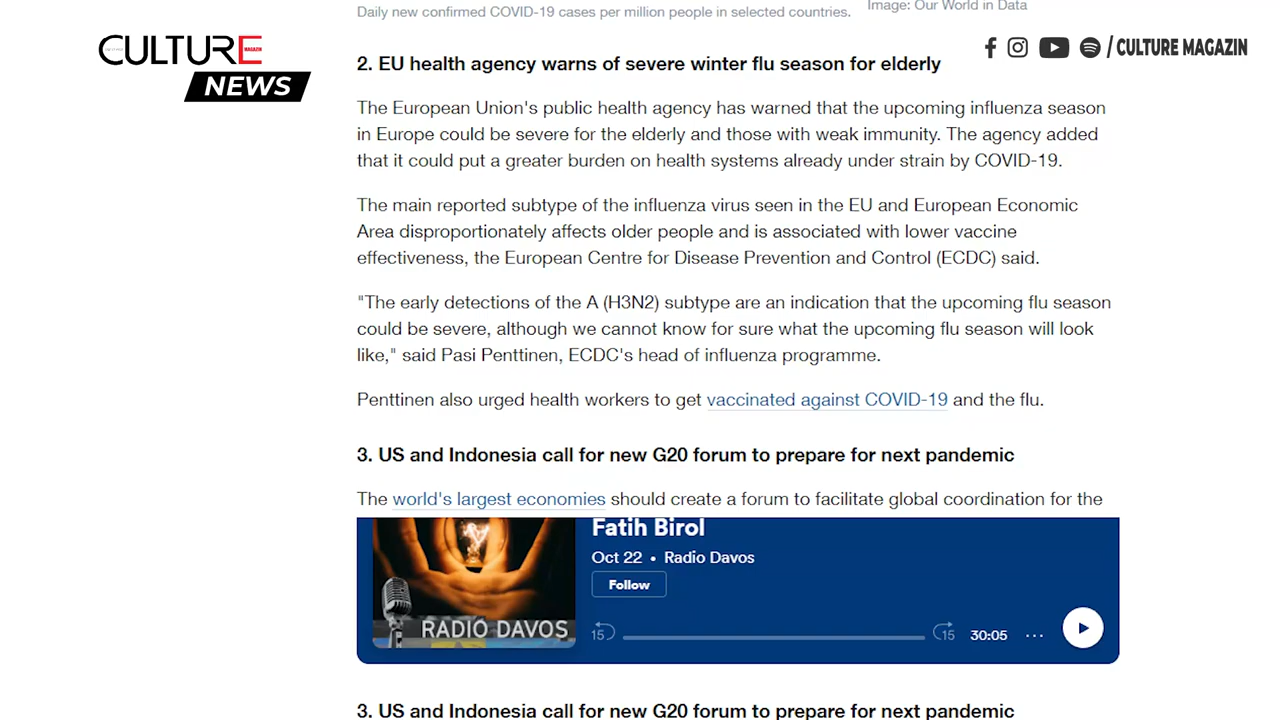 Daily new confirmed COVID-19 cases per million people in selected countries.
Image: Our World in Data
CULTURE
MAGAZIN
NEWS
/ CULTURE MAGAZIN
2. EU health agency warns of severe winter flu season for elderly
The European Union's public health agency has warned that the upcoming influenza season
in Europe could be severe for the elderly and those with weak immunity. The agency added
that it could put a greater burden on health systems already under strain by COVID-19.
The main reported subtype of the influenza virus seen in the EU and European Economic
Area disproportionately affects older people and is associated with lower vaccine
effectiveness, the European Centre for Disease Prevention and Control (ECDC) said.
"The early detections of the A (H3N2) subtype are an indication that the upcoming flu season
could be severe, although we cannot know for sure what the upcoming flu season will look
like," said Pasi Penttinen, ECDC's head of influenza programme.
Penttinen also urged health workers to get vaccinated against COVID-19 and the flu.
3. US and Indonesia call for new G20 forum to prepare for next pandemic
The world's largest economies should create a forum to facilitate global coordination for the
Fatih Birol
Oct 22 • Radio Davos
Follow
RADIO DAVOS
15
15
30:05
3. US and Indonesia call for new G20 forum to prepare for next pandemic